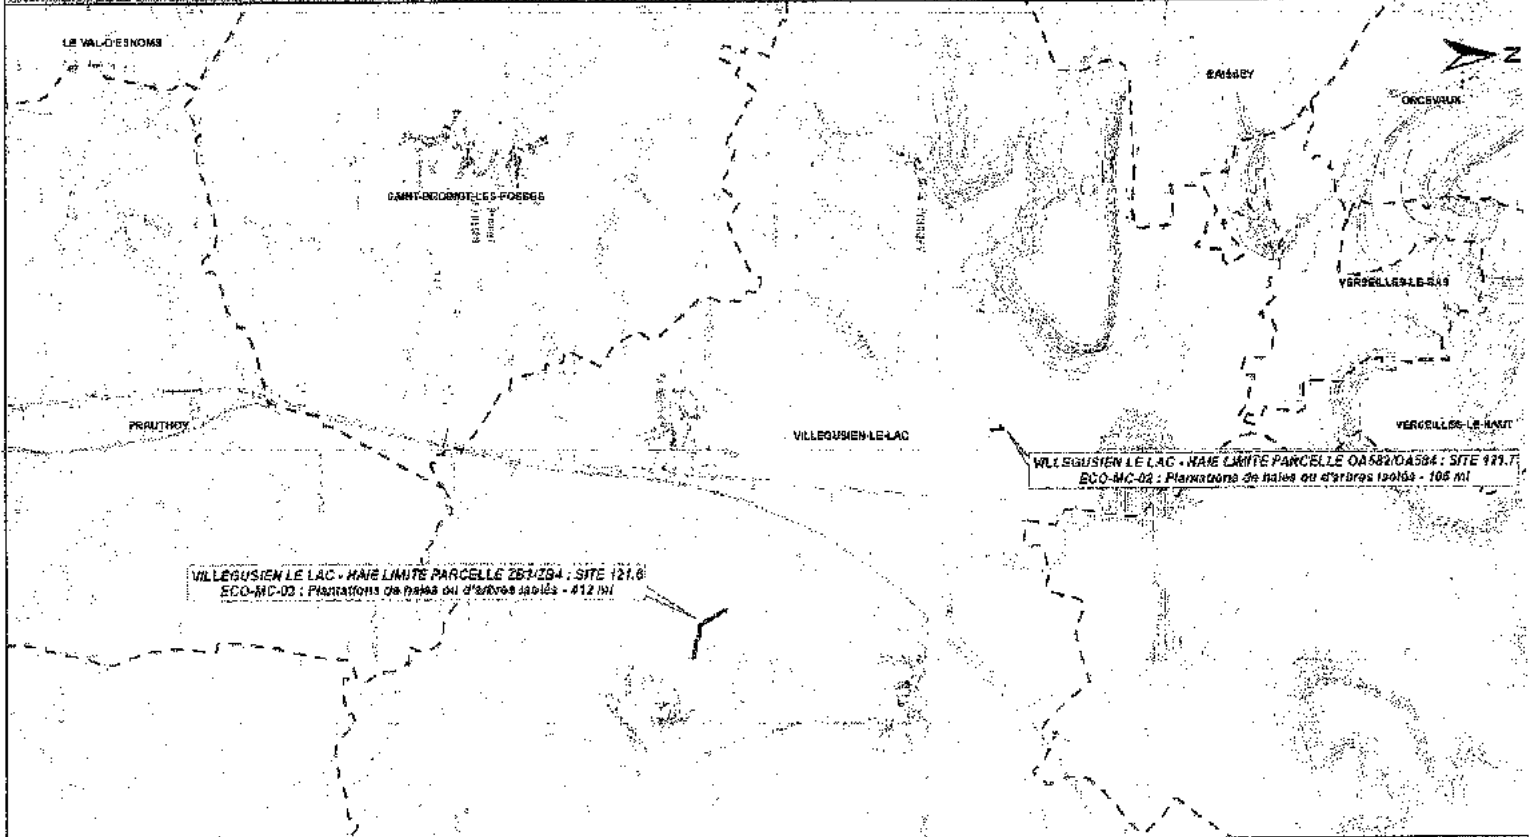 LE VAL-D'ESNOMS
BAISSEY
N
ORCEVAUX
SAINT-BROINGT-LES-FOSSES
VERSEILLES-LE-BAS
PRAUTHOY
VILLEGUSIEN-LE-LAC
VERSEILLES-LE-HAUT
VILLEGUSIEN LE LAC - HAIE LIMITE PARCELLE OA582/OA584 : SITE 121.7
ECO-MC-02 : Plantations de haies ou d'arbres isolés - 106 ml
VILLEGUSIEN LE LAC - HAIE LIMITE PARCELLE ZB3/ZB4 : SITE 121.6
ECO-MC-02 : Plantations de haies ou d'arbres isolés - 412 ml